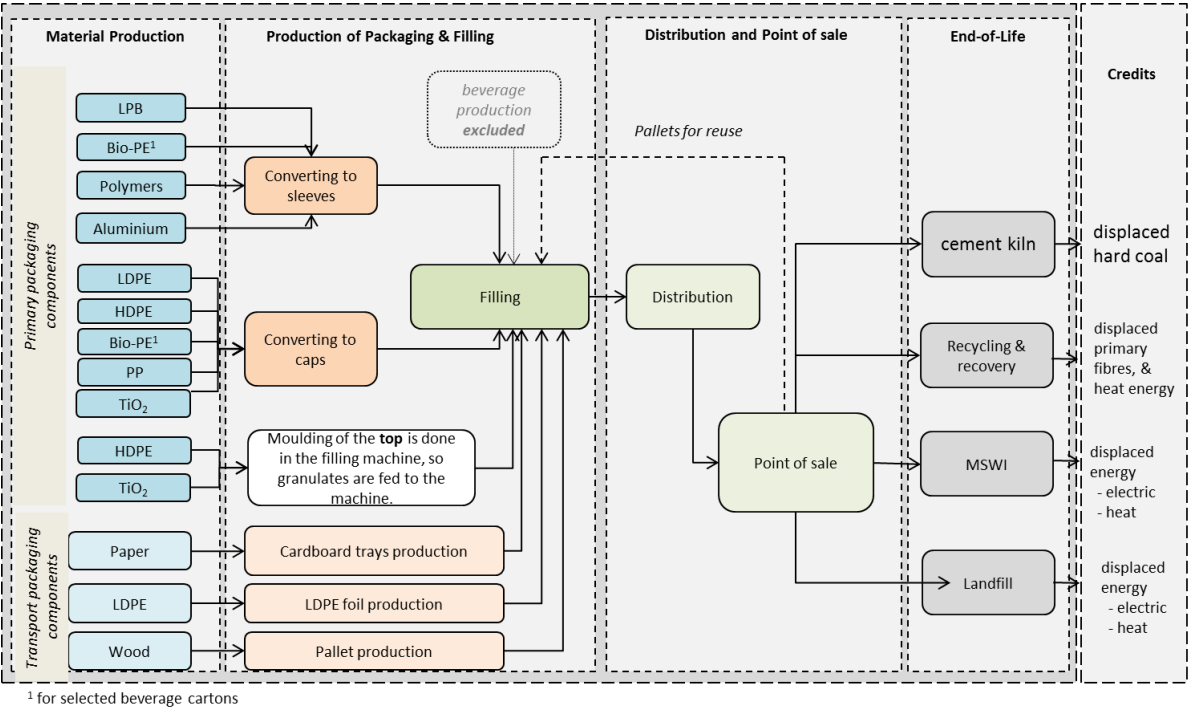 Material Production
Production of Packaging & Filling
Distribution and Point of sale
End-of-Life
Credits
Primary packaging
components
LPB
Bio-PE¹
Polymers
Aluminium
LDPE
HDPE
Bio-PE¹
PP
TiO₂
HDPE
TiO₂
Transport packaging
components
Paper
LDPE
Wood
Converting to
sleeves
Converting to
caps
Moulding of the top is done
in the filling machine, so
granulates are fed to the
machine.
Cardboard trays production
LDPE foil production
Pallet production
beverage
production
excluded
Filling
Pallets for reuse
Distribution
Point of sale
cement kiln
Recycling &
recovery
MSWI
Landfill
displaced
hard coal
displaced
primary
fibres, &
heat energy
displaced
energy
- electric
- heat
displaced
energy
- electric
- heat
¹ for selected beverage cartons